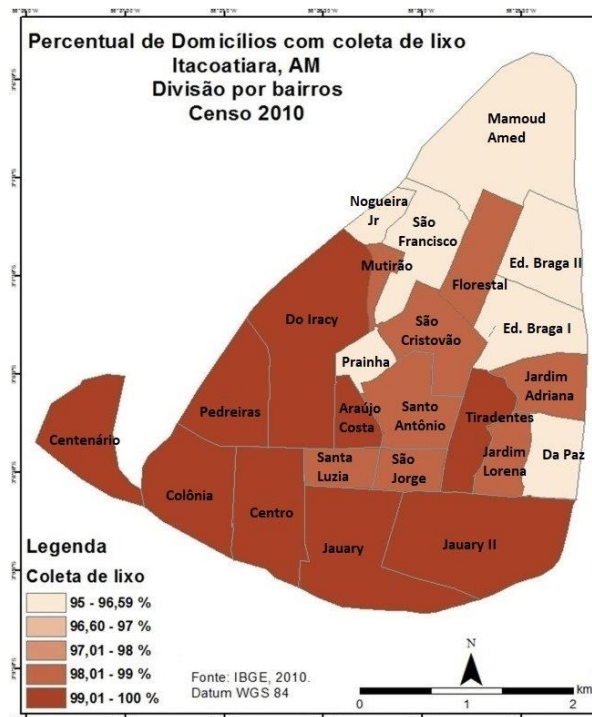 Percentual de Domicílios com coleta de lixo
Itacoatiara, AM
Divisão por bairros
Censo 2010
Mamoud
Amed
Nogueira
Jr
São
Francisco
Mutirão
Ed. Braga II
Florestal
Do Iracy
São
Cristovão
Ed. Braga I
Prainha
Jardim
Adriana
Pedreiras
Araújo
Costa
Santo
Antônio
Tiradentes
Centenário
Santa
Luzia
São
Jorge
Jardim
Lorena
Da Paz
Colônia
Centro
Jauary
Jauary II
Legenda
Coleta de lixo
95 - 96,59 %
96,60 - 97 %
97,01 - 98 %
98,01 - 99 %
99,01 - 100 %
Fonte: IBGE, 2010.
Datum WGS 84
N
km
0 1 2